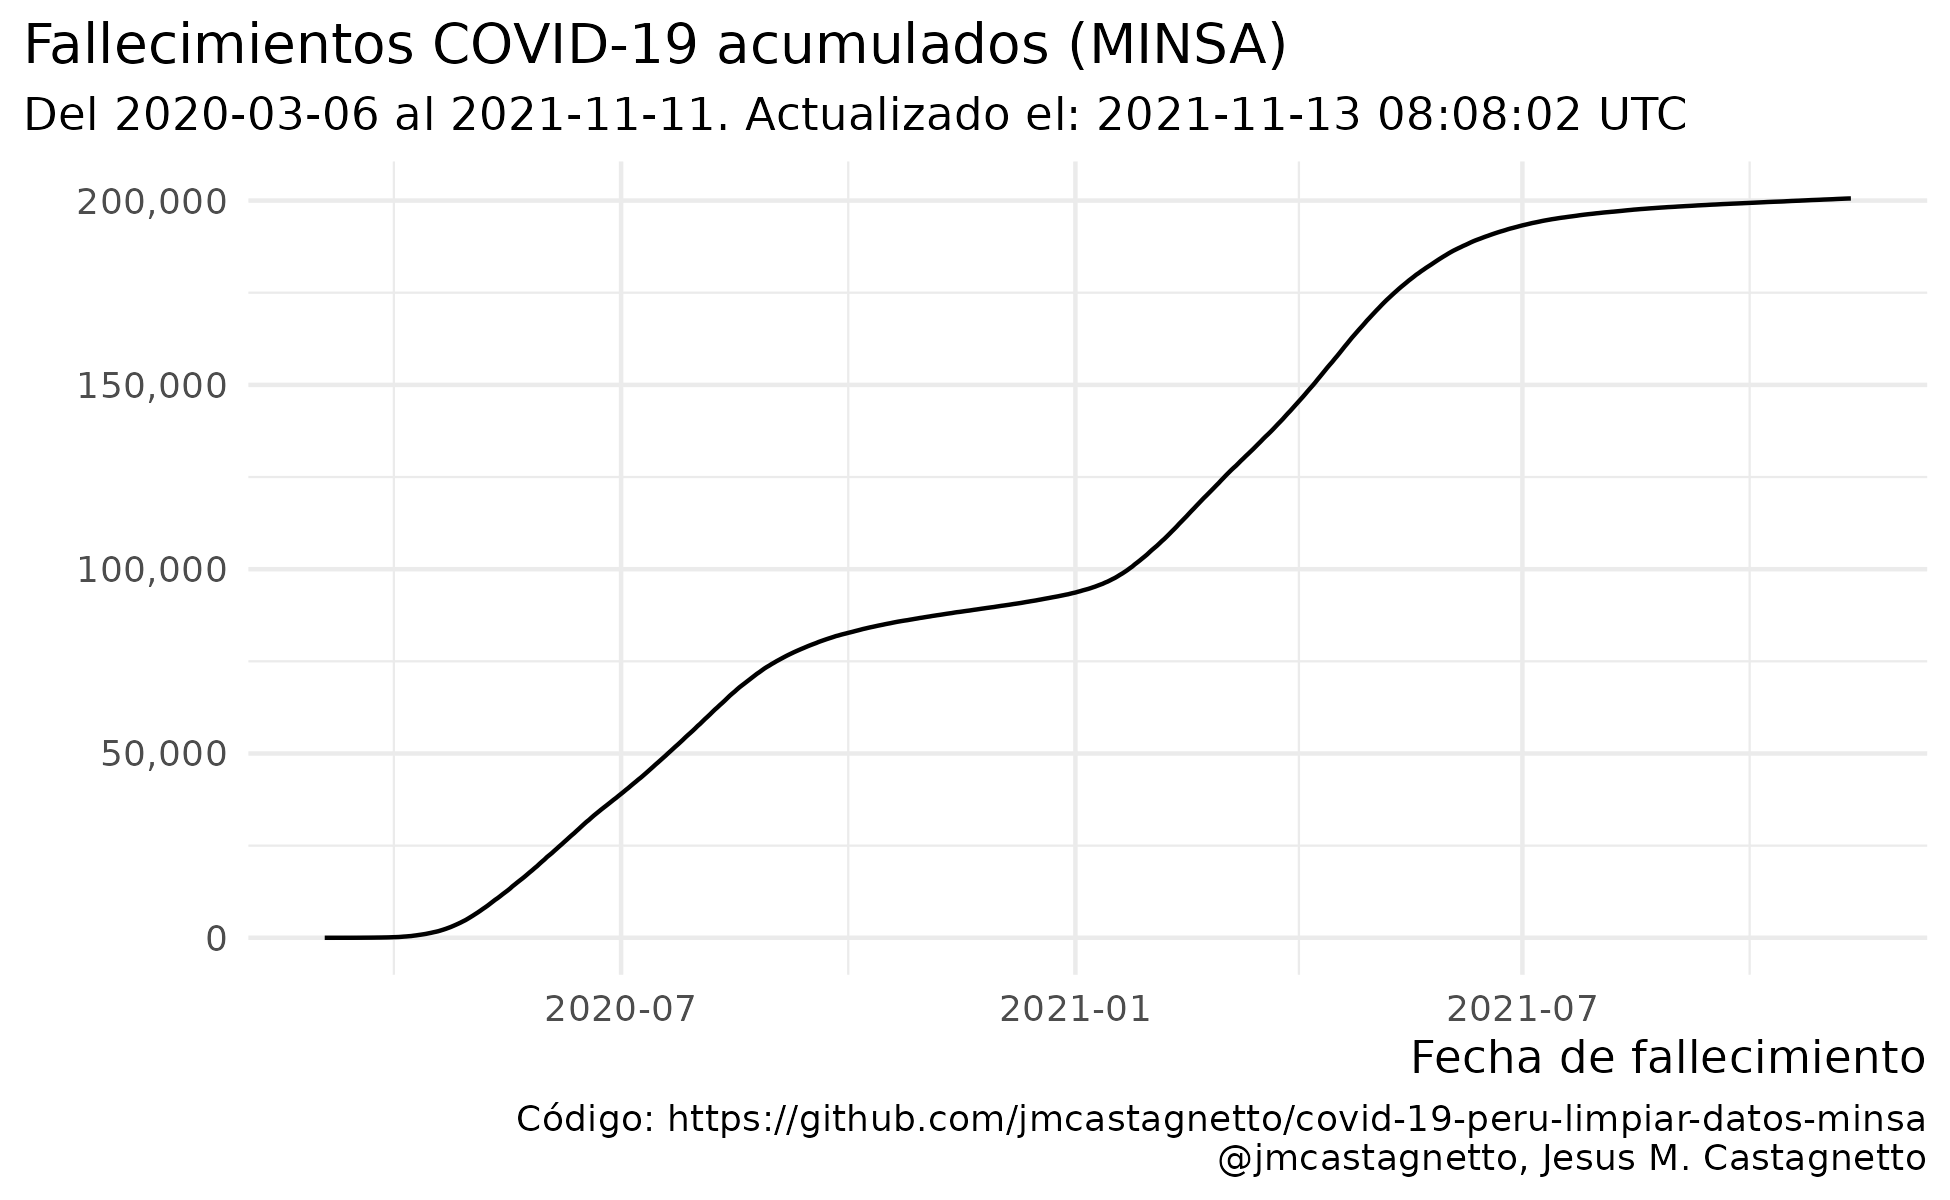 Fallecimientos COVID-19 acumulados (MINSA)
Del 2020-03-06 al 2021-11-11. Actualizado el: 2021-11-13 08:08:02 UTC
200,000
150,000
100,000
50,000
0
2020-07 2021-01 2021-07
Fecha de fallecimiento
Código: https://github.com/jmcastagnetto/covid-19-peru-limpiar-datos-minsa
@jmcastagnetto, Jesus M. Castagnetto